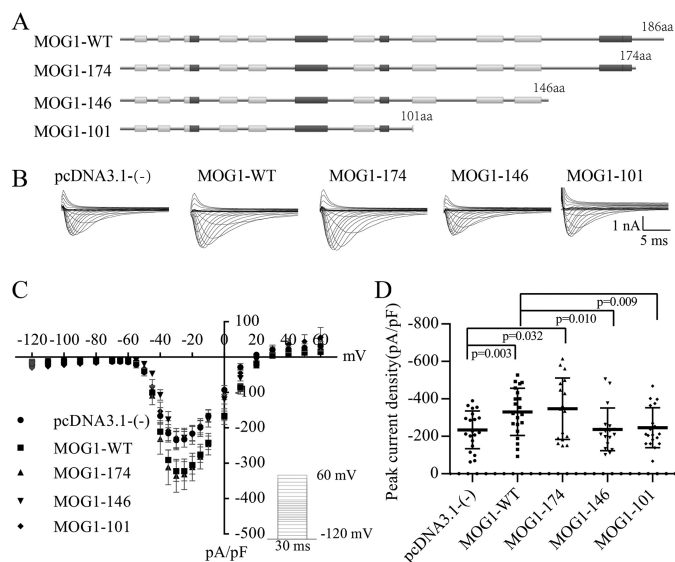 A
MOG1-WT
186aa
MOG1-174
174aa
MOG1-146
146aa
MOG1-101
101aa
B
pcDNA3.1-(-) MOG1-WT MOG1-174 MOG1-146 MOG1-101
1 nA
5 ms
C
100
-120 -100 -80 -60 -40 -20 0 20 40 60
mV
-100
-200
-300
-400
-500
pA/pF
pcDNA3.1-(-)
MOG1-WT
MOG1-174
MOG1-146
MOG1-101
60 mV
-120 mV
30 ms
D
Peak current density(pA/pF)
-800
-600
-400
-200
0
p=0.009
p=0.010
p=0.032
p=0.003
pcDNA3.1-(-)
MOG1-WT
MOG1-174
MOG1-146
MOG1-101